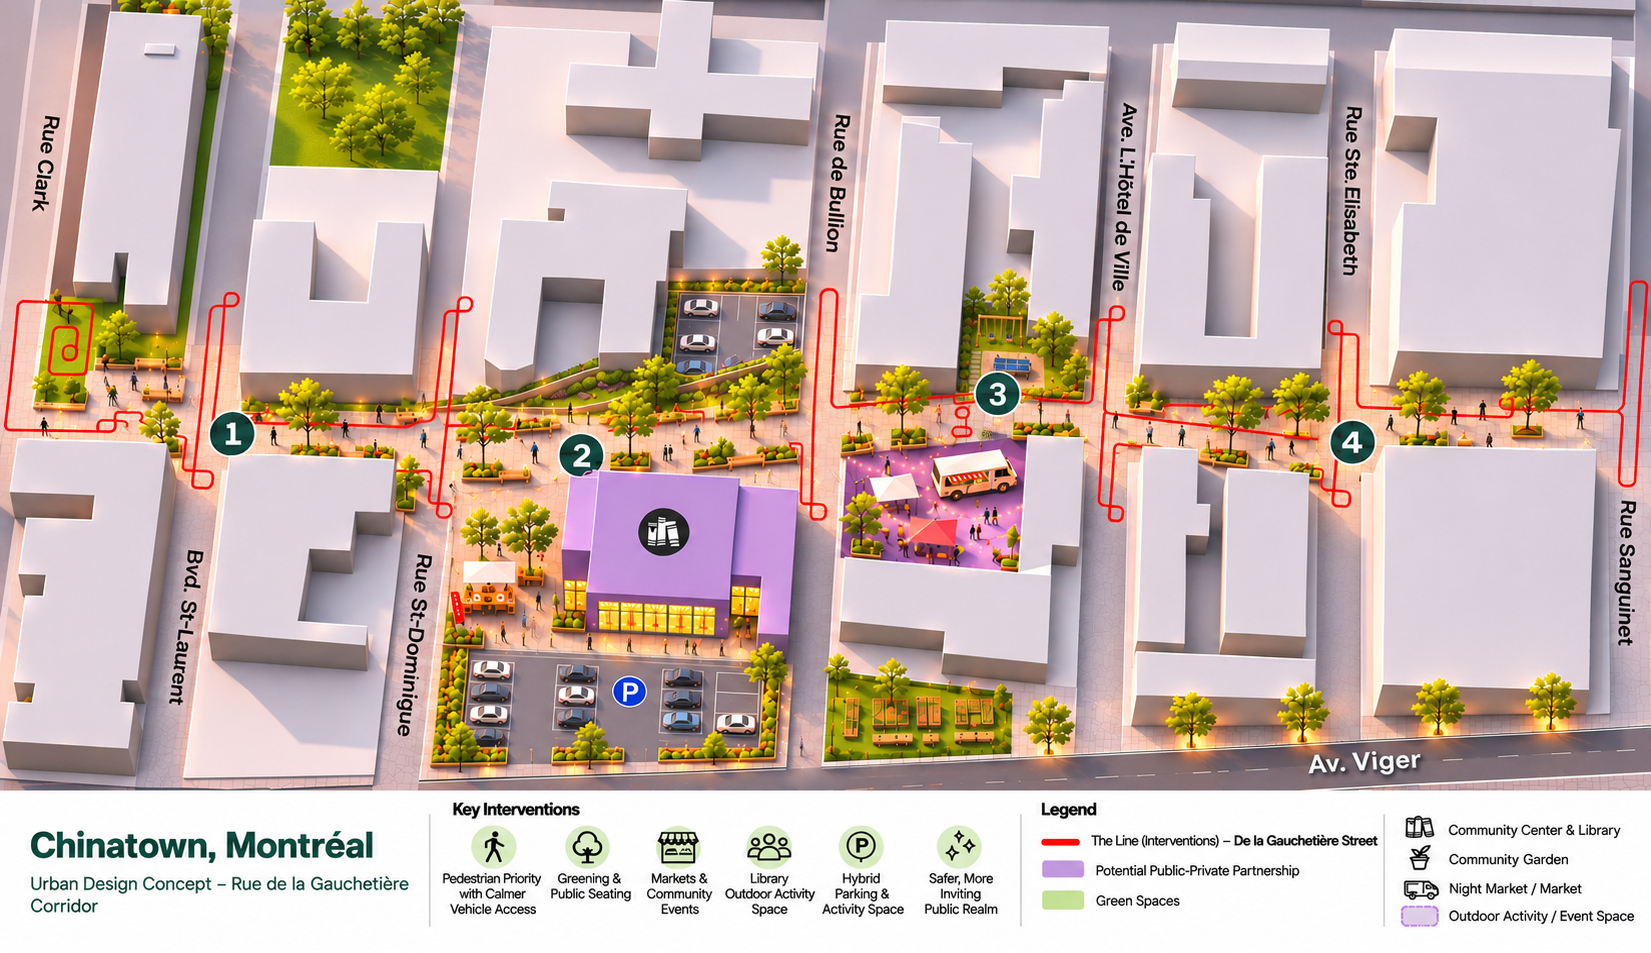 Rue Clark
Bvd. St-Laurent
Rue St-Dominigue
Rue de Bullion
Ave. L'Hõtel de Ville
Rue Ste.Elisabeth
Rue Sanguinet
1
2
3
4
P
Av. Viger
Chinatown, Montréal
Urban Design Concept – Rue de la Gauchetière
Corridor
Key Interventions
Pedestrian Priority
with Calmer
Vehicle Access
Greening &
Public Seating
Markets &
Community
Events
Library
Outdoor Activity
Space
P
Hybrid
Parking &
Activity Space
Safer, More
Inviting
Public Realm
Legend
The Line (Interventions) – De la Gauchetière Street
Potential Public-Private Partnership
Green Spaces
Community Center & Library
Community Garden
Night Market / Market
Outdoor Activity / Event Space